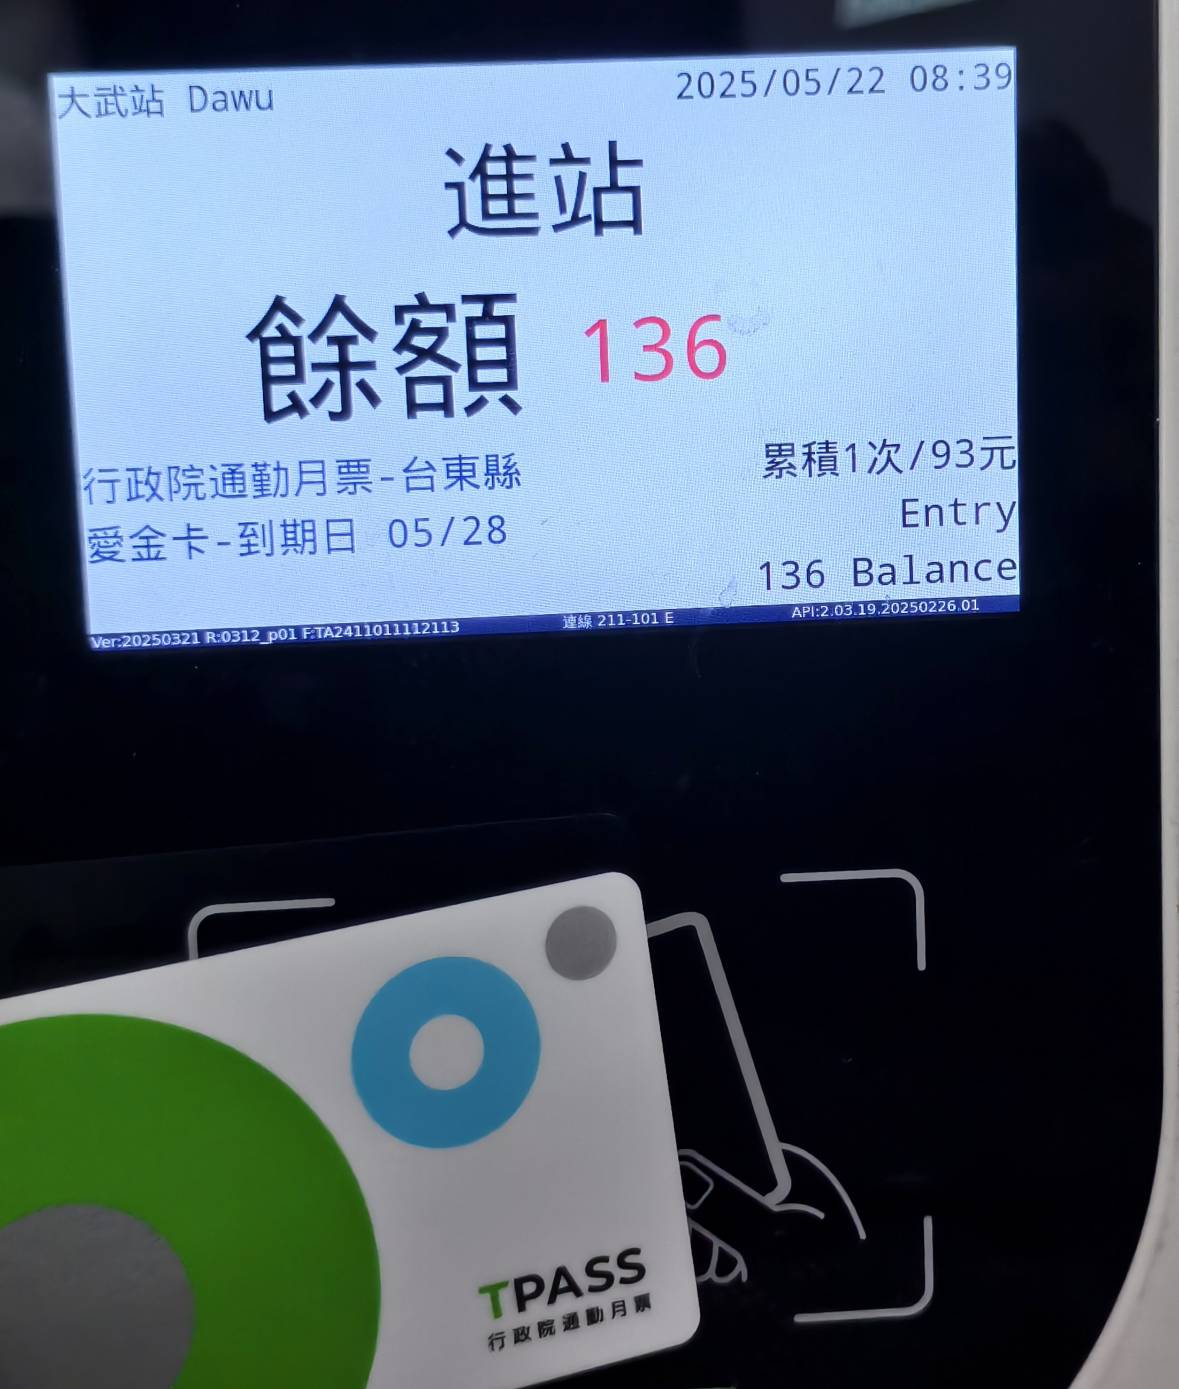 大武站 Dawu
2025/05/22 08:39
進站
餘額 136
行政院通勤月票-台東縣
愛金卡-到期日 05/28
累積1次/93元
Entry
136 Balance
Ver:20250321 R:0312_p01 F:TA2411011112113
連線 211-101 E
API:2.03.19.20250226.01
TPASS
行政院通勤月票